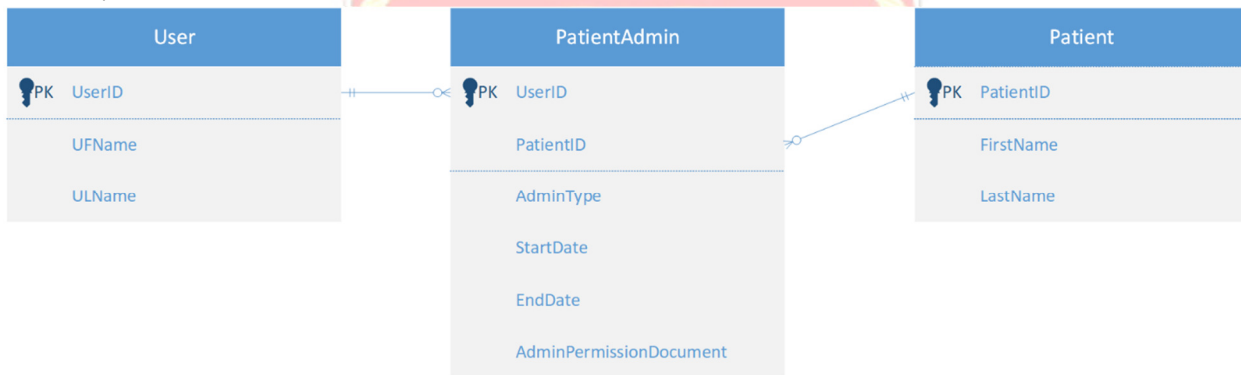 User
PK UserID
UFName
ULName
PatientAdmin
PK UserID
PatientID
AdminType
StartDate
EndDate
AdminPermissionDocument
Patient
PK PatientID
FirstName
LastName